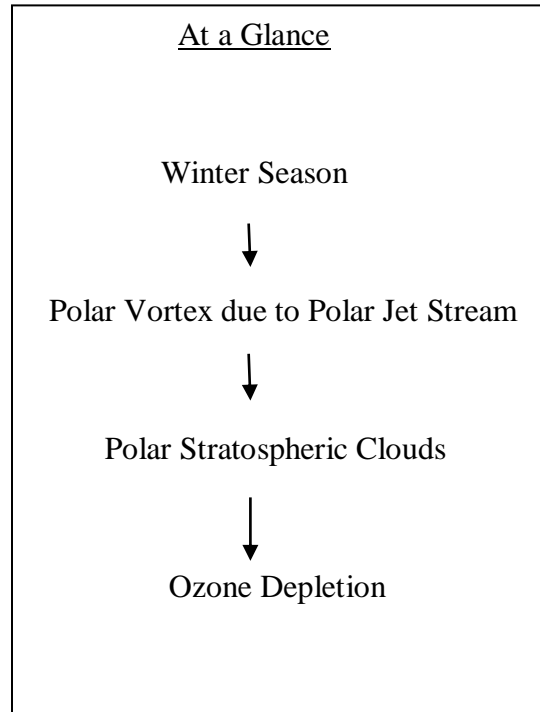 At a Glance
Winter Season
Polar Vortex due to Polar Jet Stream
Polar Stratospheric Clouds
Ozone Depletion